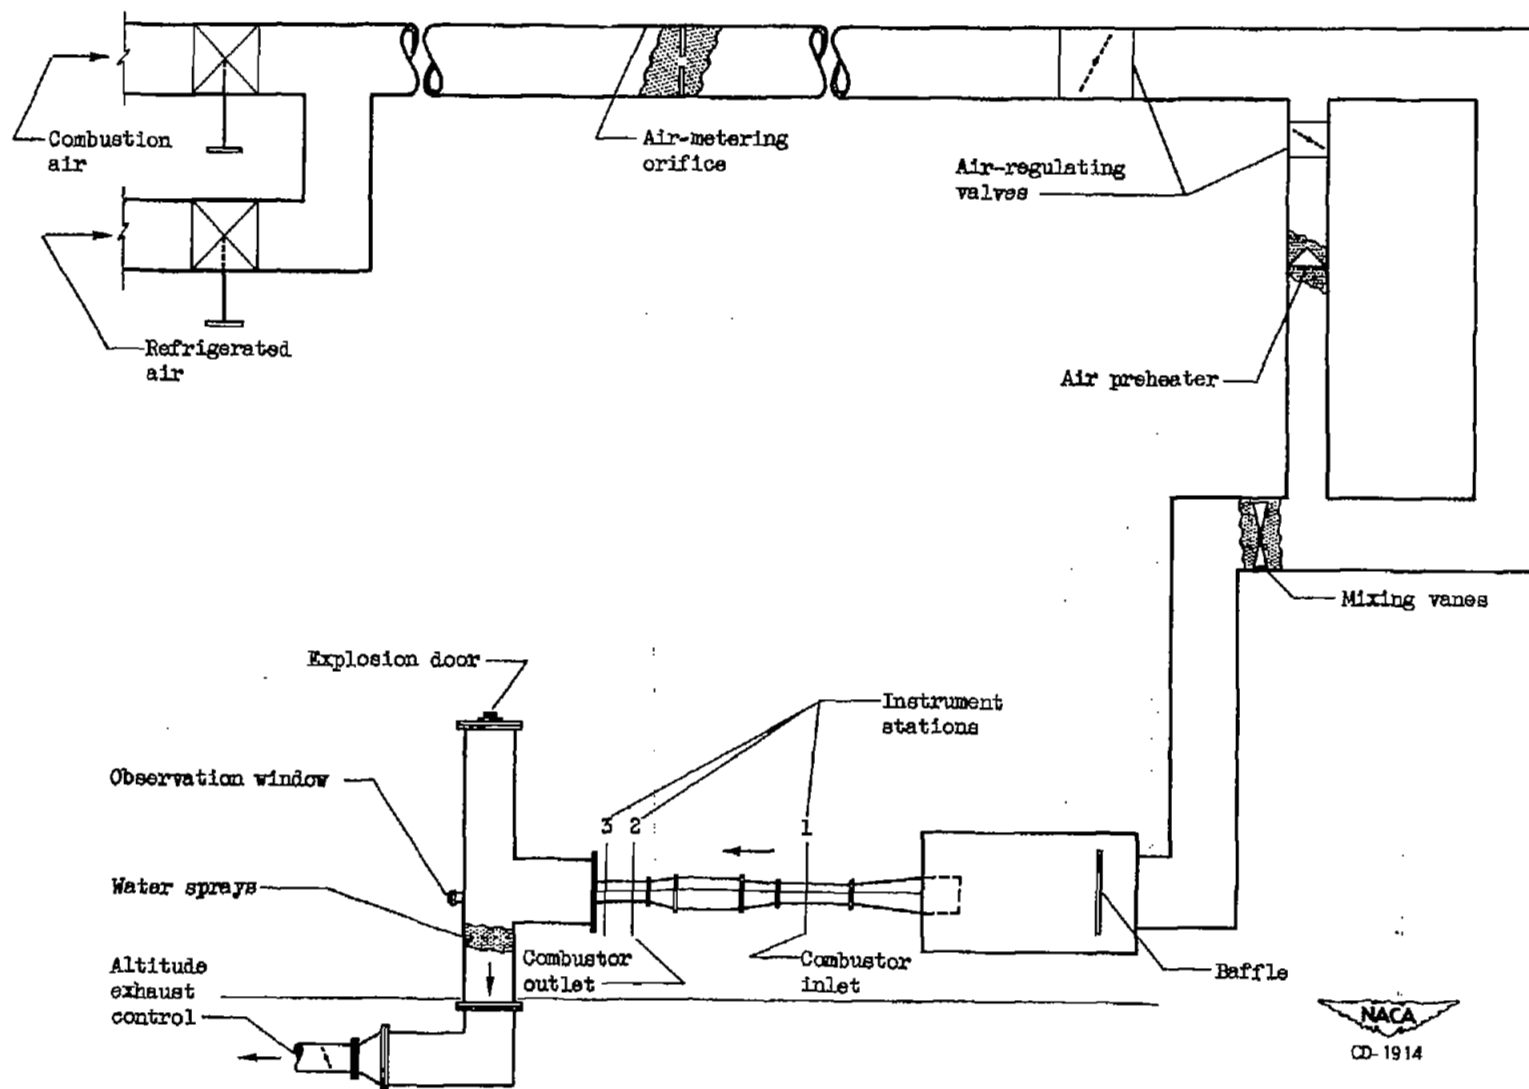 Combustion
air
Air-metering
orifice
Air-regulating
valves
Refrigerated
air
Air preheater
Mixing vanes
Explosion door
Instrument
stations
Observation window
3 2 1
Water sprays
Combustor
outlet
Combustor
inlet
Baffle
Altitude
exhaust
control
NACA
CD-1914